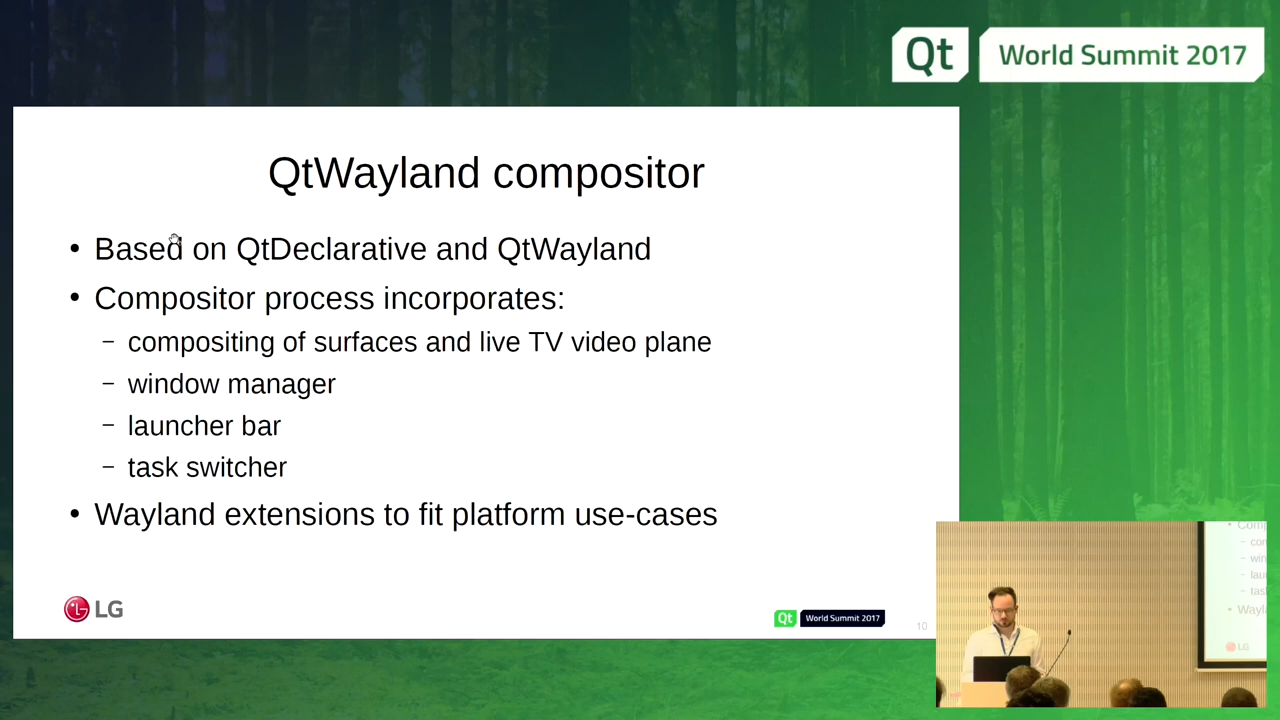 Qt World Summit 2017
QtWayland compositor
• Based on QtDeclarative and QtWayland
• Compositor process incorporates:
– compositing of surfaces and live TV video plane
– window manager
– launcher bar
– task switcher
• Wayland extensions to fit platform use-cases
LG
Qt World Summit 2017
10
LG